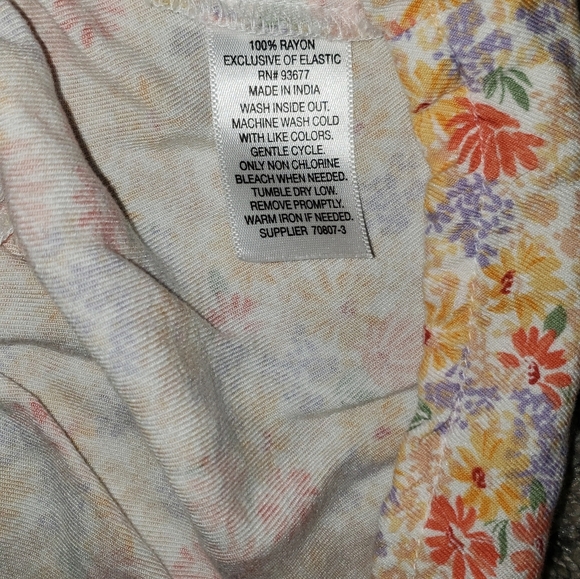 100% RAYON
EXCLUSIVE OF ELASTIC
RN# 93677
MADE IN INDIA
WASH INSIDE OUT.
MACHINE WASH COLD
WITH LIKE COLORS.
GENTLE CYCLE.
ONLY NON CHLORINE
BLEACH WHEN NEEDED.
TUMBLE DRY LOW.
REMOVE PROMPTLY.
WARM IRON IF NEEDED.
SUPPLIER 70807-3